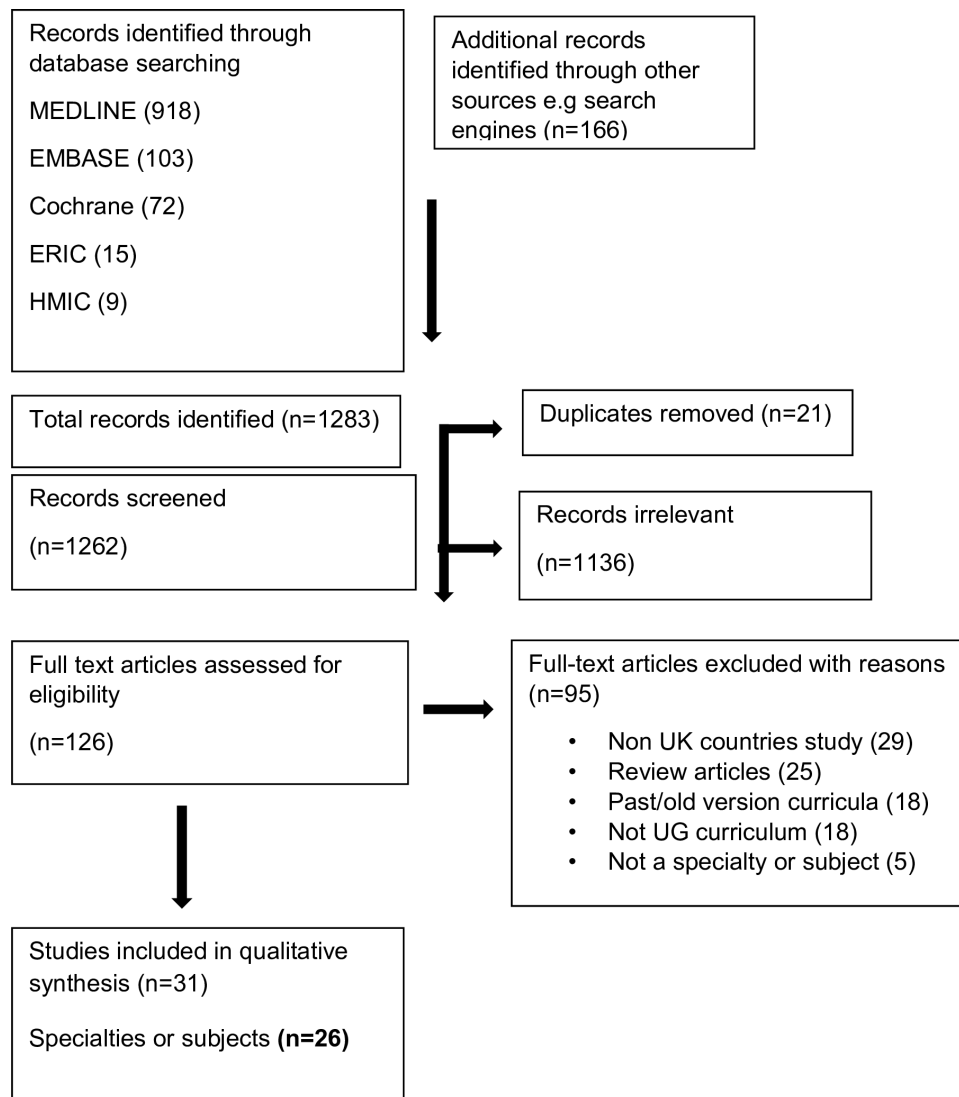 Records identified through
database searching
MEDLINE (918)
EMBASE (103)
Cochrane (72)
ERIC (15)
HMIC (9)
Additional records
identified through other
sources e.g search
engines (n=166)
Total records identified (n=1283)
Duplicates removed (n=21)
Records screened
(n=1262)
Records irrelevant
(n=1136)
Full text articles assessed for
eligibility
(n=126)
Full-text articles excluded with reasons
(n=95)
• Non UK countries study (29)
• Review articles (25)
• Past/old version curricula (18)
• Not UG curriculum (18)
• Not a specialty or subject (5)
Studies included in qualitative
synthesis (n=31)
Specialties or subjects (n=26)